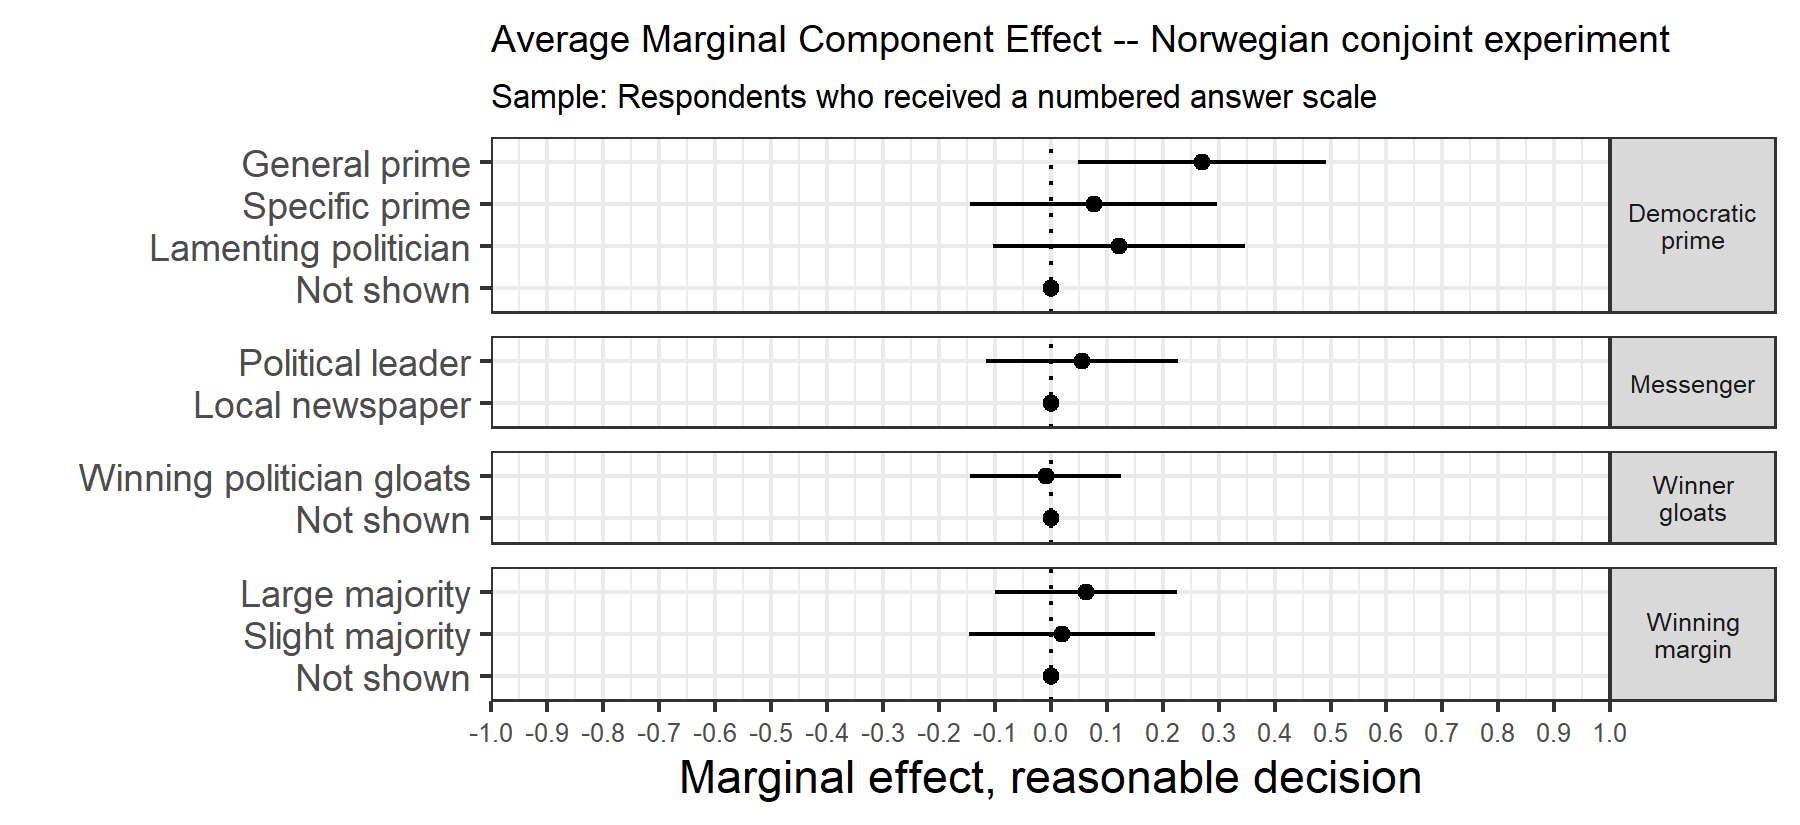 Average Marginal Component Effect -- Norwegian conjoint experiment
Sample: Respondents who received a numbered answer scale
General prime
Specific prime
Lamenting politician
Not shown
Democratic
prime
Political leader
Local newspaper
Messenger
Winning politician gloats
Not shown
Winner
gloats
Large majority
Slight majority
Not shown
Winning
margin
-1.0 -0.9 -0.8 -0.7 -0.6 -0.5 -0.4 -0.3 -0.2 -0.1 0.0 0.1 0.2 0.3 0.4 0.5 0.6 0.7 0.8 0.9 1.0
Marginal effect, reasonable decision